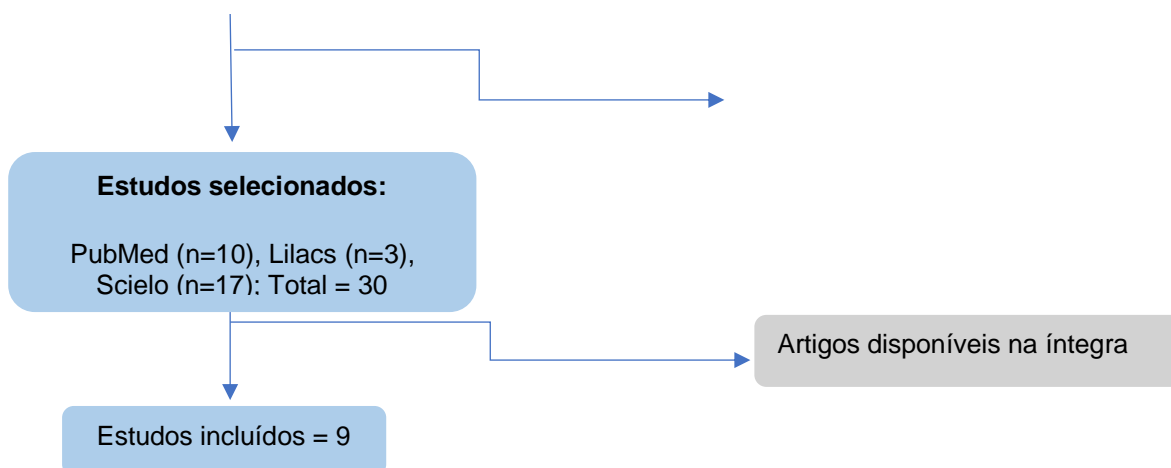 Estudos selecionados:
PubMed (n=10), Lilacs (n=3),
Scielo (n=17); Total = 30
Artigos disponíveis na íntegra
Estudos incluídos = 9